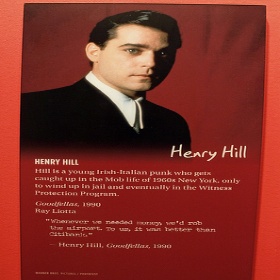 Henry Hill
HENRY HILL
Hill is a young Irish-Italian punk who gets
caught up in the Mob life of 1960s New York, only
to wind up in jail and eventually in the Witness
Protection Program.
Goodfellas, 1990
Ray Liotta
"Whenever we needed money, we'd rob
the airport. To us, it was better than
Citibank."
– Henry Hill, Goodfellas, 1990